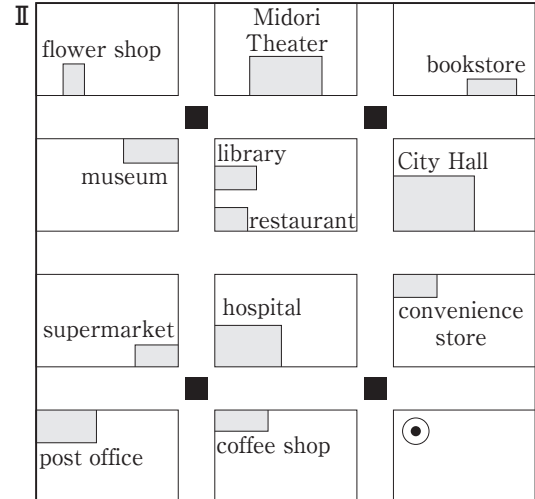 Ⅱ
flower shop
Midori
Theater
bookstore
museum
library
restaurant
City Hall
supermarket
hospital
convenience
store
post office
coffee shop